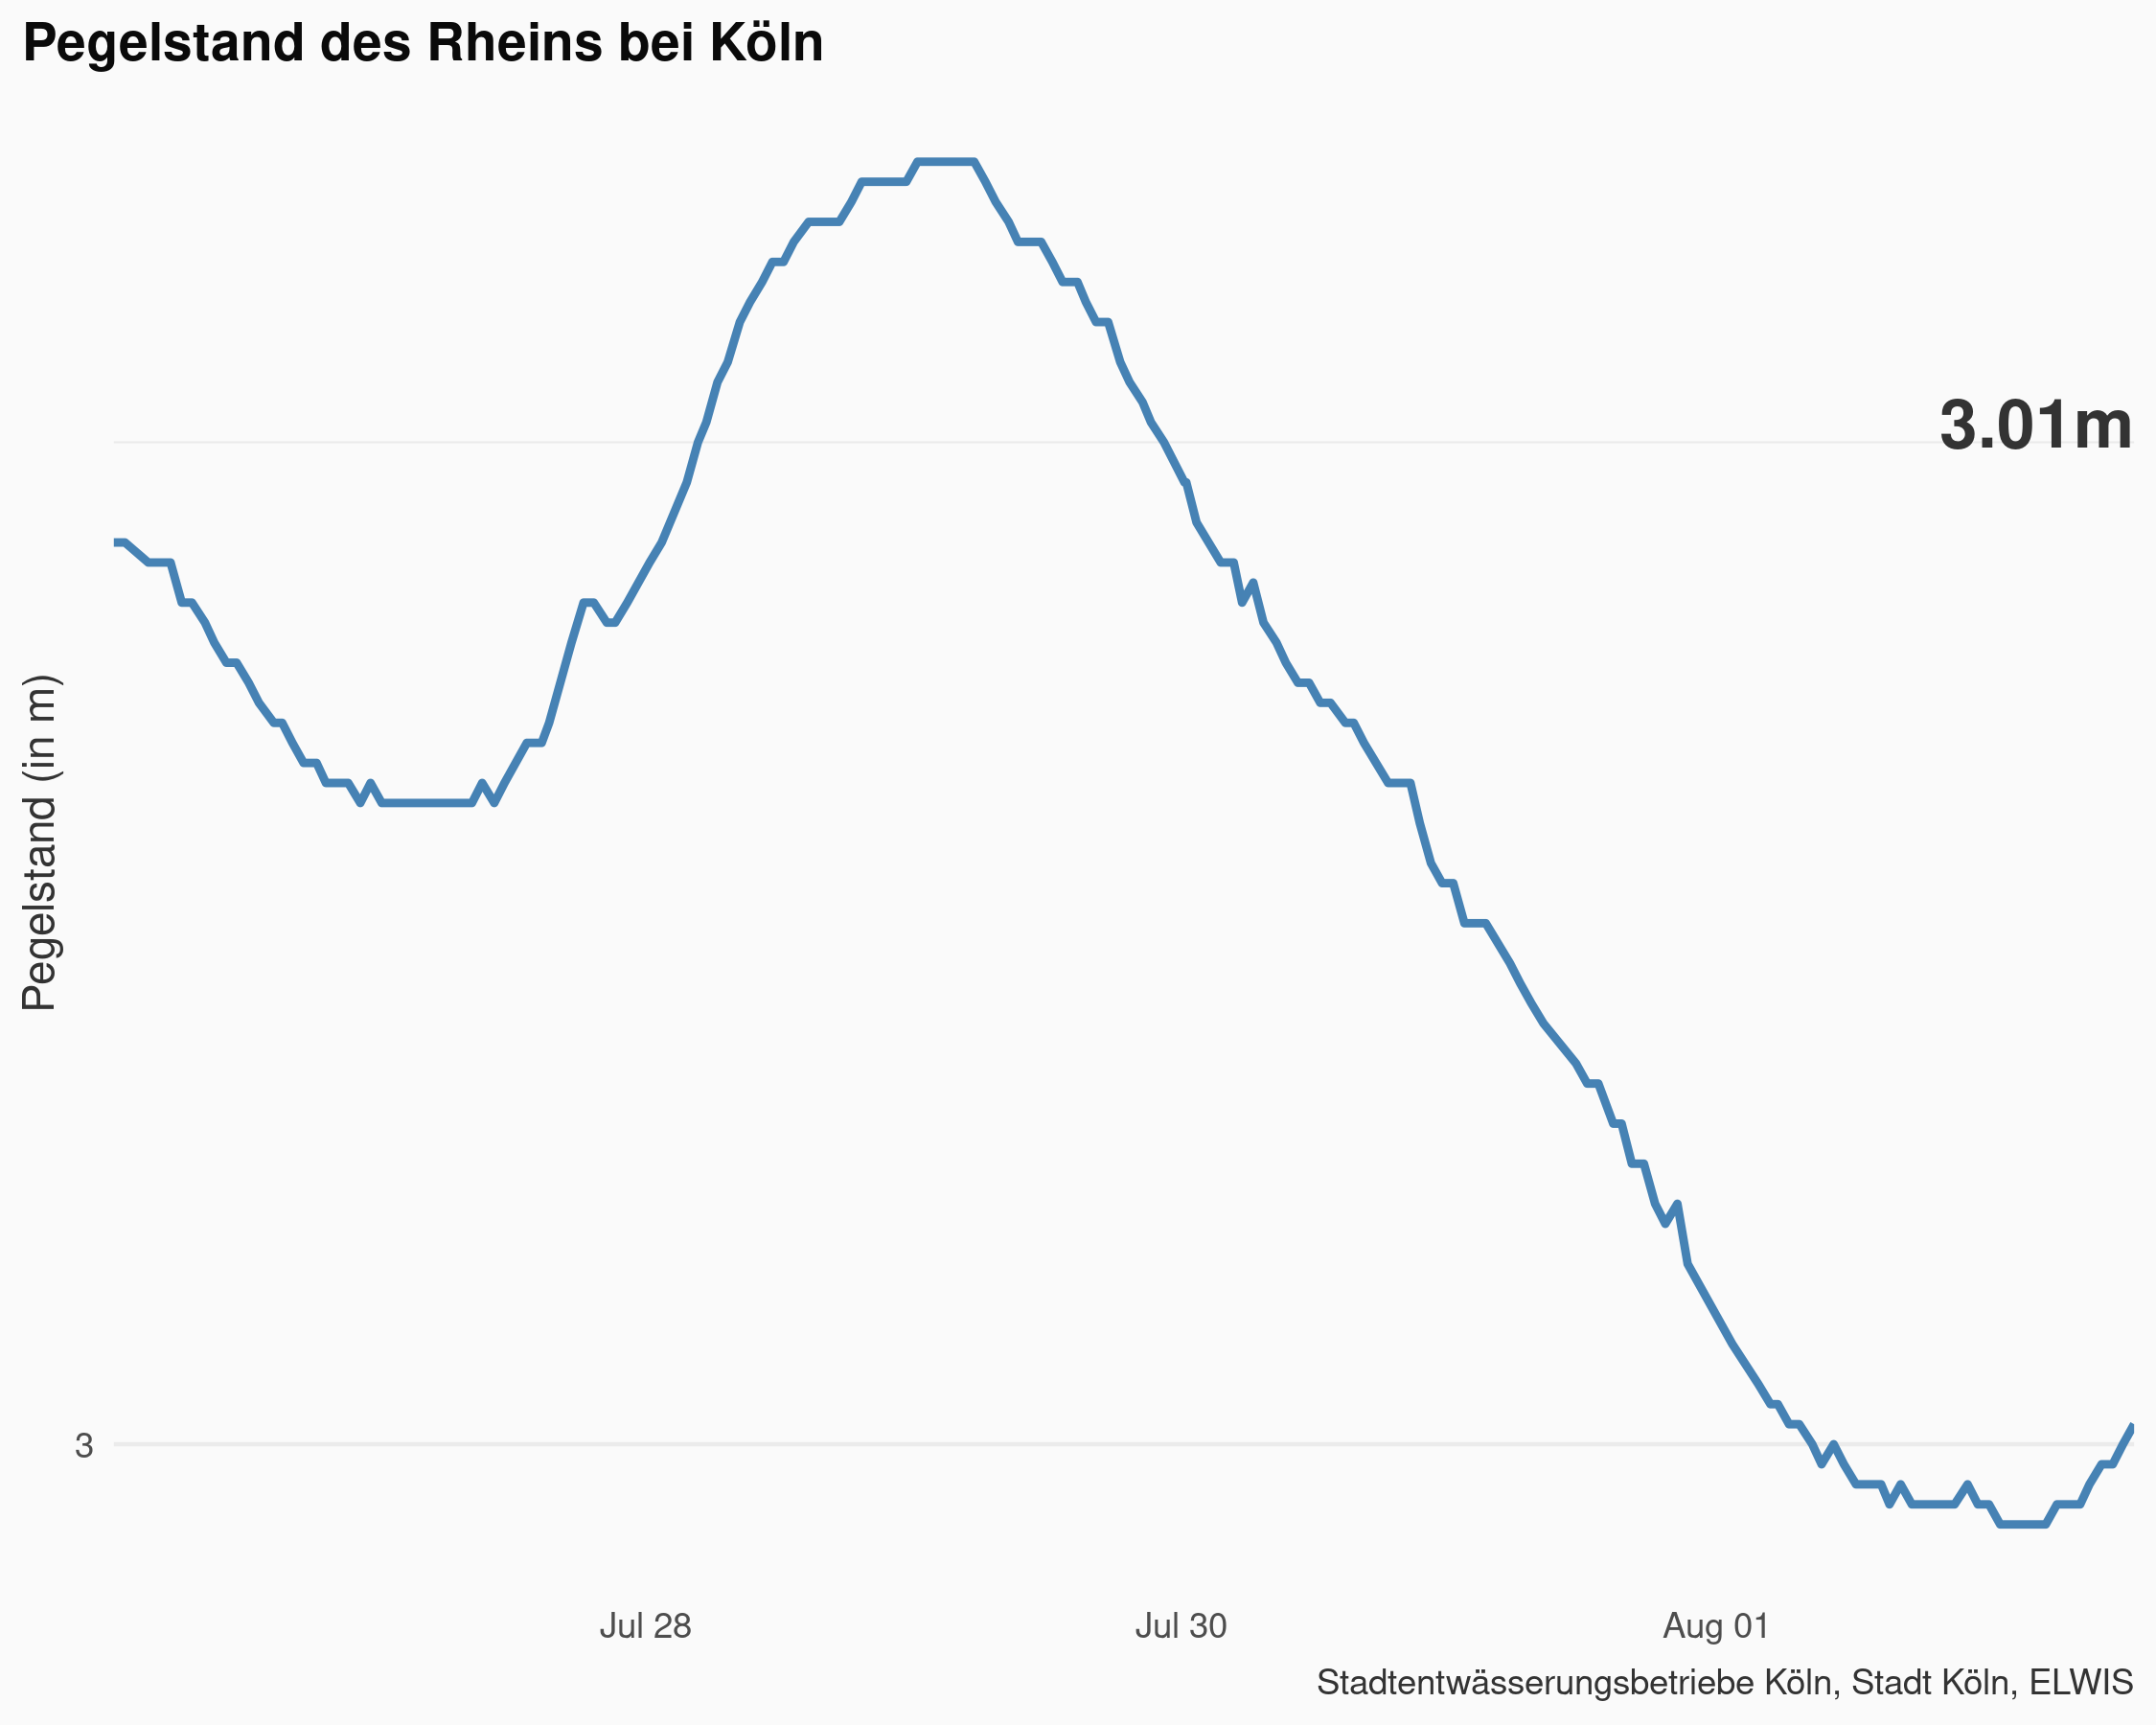 Pegelstand des Rheins bei Köln
3.01m
Pegelstand (in m)
3
Jul 28
Jul 30
Aug 01
Stadtentwässerungsbetriebe Köln, Stadt Köln, ELWIS